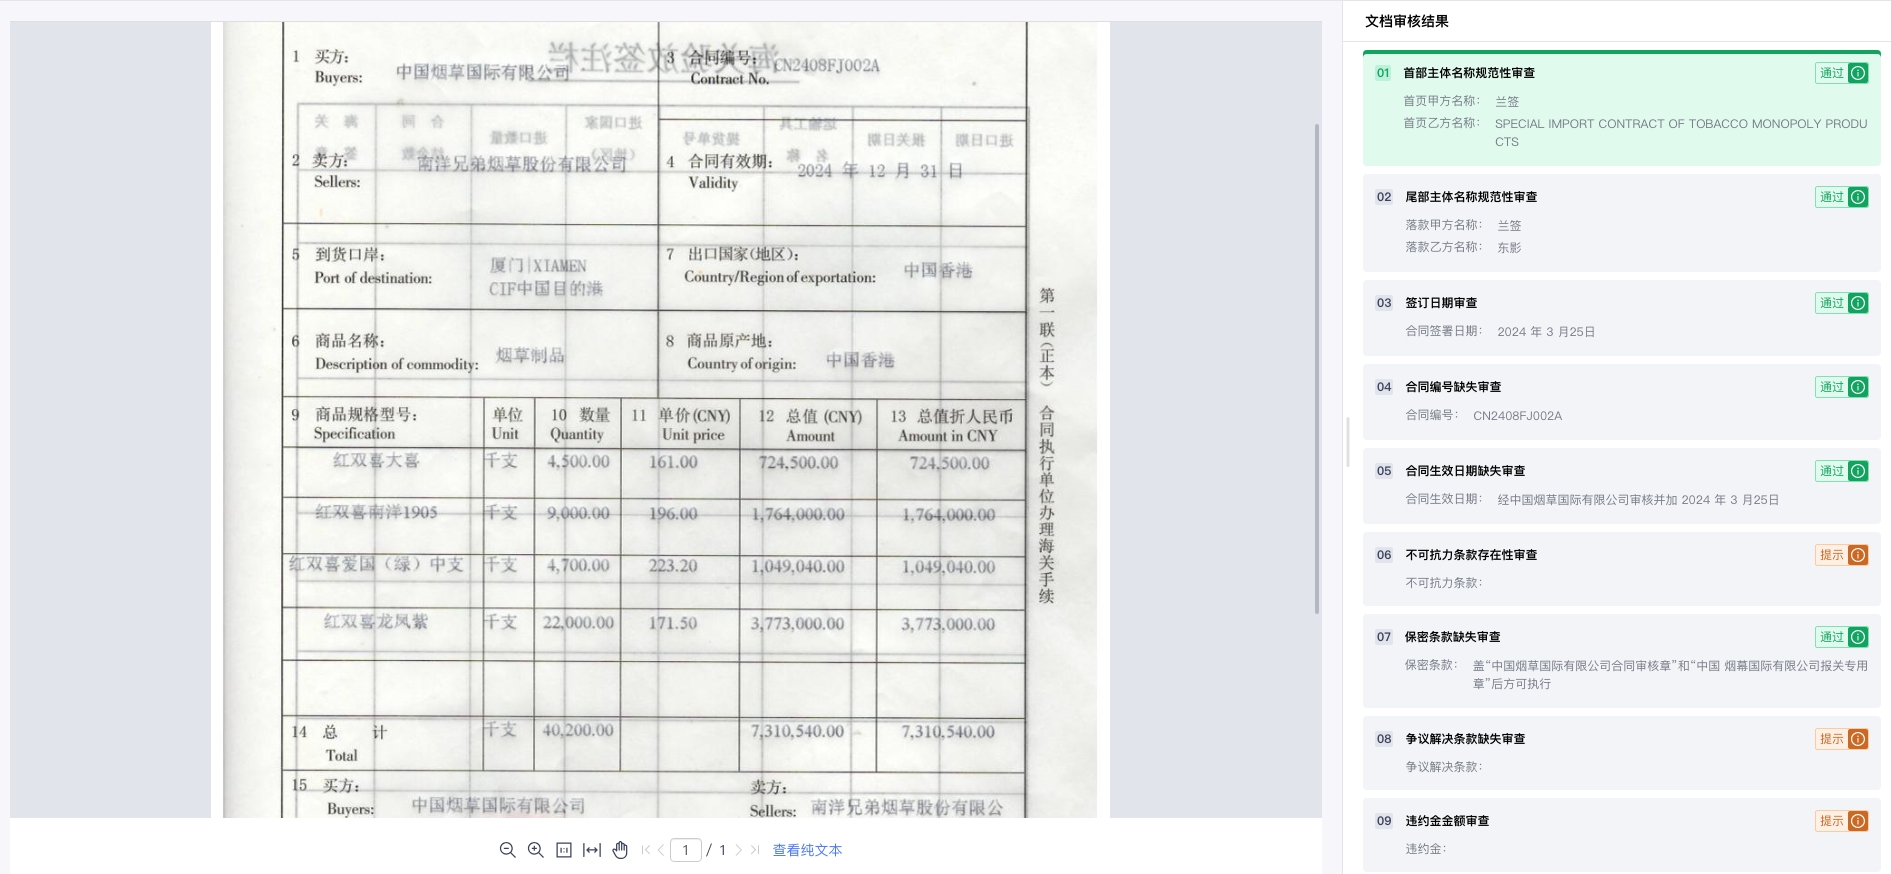 文档审核结果
1 买方: 中国烟草国际有限公司
Buyers:
3 合同编号: CN2408FJ002A
Contract No.
海关验放签注栏
2 卖方: 南洋兄弟烟草股份有限公司
Sellers:
4 合同有效期: 2024 年 12 月 31 日
Validity
5 到货口岸: 厦门|XIAMEN
Port of destination: CIF中国目的港
7 出口国家(地区): 中国香港
Country/Region of exportation:
6 商品名称: 烟草制品
Description of commodity:
8 商品原产地: 中国香港
Country of origin:
9 商品规格型号: 单位 10 数量 11 单价(CNY) 12 总值 (CNY) 13 总值折人民币
Specification Unit Quantity Unit price Amount Amount in CNY
红双喜大喜 千支 4,500.00 161.00 724,500.00 724,500.00
红双喜南洋1905 千支 9,000.00 196.00 1,764,000.00 1,764,000.00
红双喜爱国（绿）中支 千支 4,700.00 223.20 1,049,040.00 1,049,040.00
红双喜龙凤紫 千支 22,000.00 171.50 3,773,000.00 3,773,000.00
14 总 计 千支 40,200.00 7,310,540.00 7,310,540.00
Total
15 买方: 中国烟草国际有限公司
Buyers:
卖方:
Sellers: 南洋兄弟烟草股份有限公
第一联(正本) 合同执行单位办理海关手续
1 / 1 查看纯文本
01 首部主体名称规范性审查 通过
首页甲方名称: 兰签
首页乙方名称: SPECIAL IMPORT CONTRACT OF TOBACCO MONOPOLY PRODU
CTS
02 尾部主体名称规范性审查 通过
落款甲方名称: 兰签
落款乙方名称: 东影
03 签订日期审查 通过
合同签署日期: 2024 年 3 月25日
04 合同编号缺失审查 通过
合同编号: CN2408FJ002A
05 合同生效日期缺失审查 通过
合同生效日期: 经中国烟草国际有限公司审核并加 2024 年 3 月25日
06 不可抗力条款存在性审查 提示
不可抗力条款:
07 保密条款缺失审查 通过
保密条款: 盖“中国烟草国际有限公司合同审核章”和“中国 烟幕国际有限公司报关专用
章”后方可执行
08 争议解决条款缺失审查 提示
争议解决条款:
09 违约金金额审查 提示
违约金: